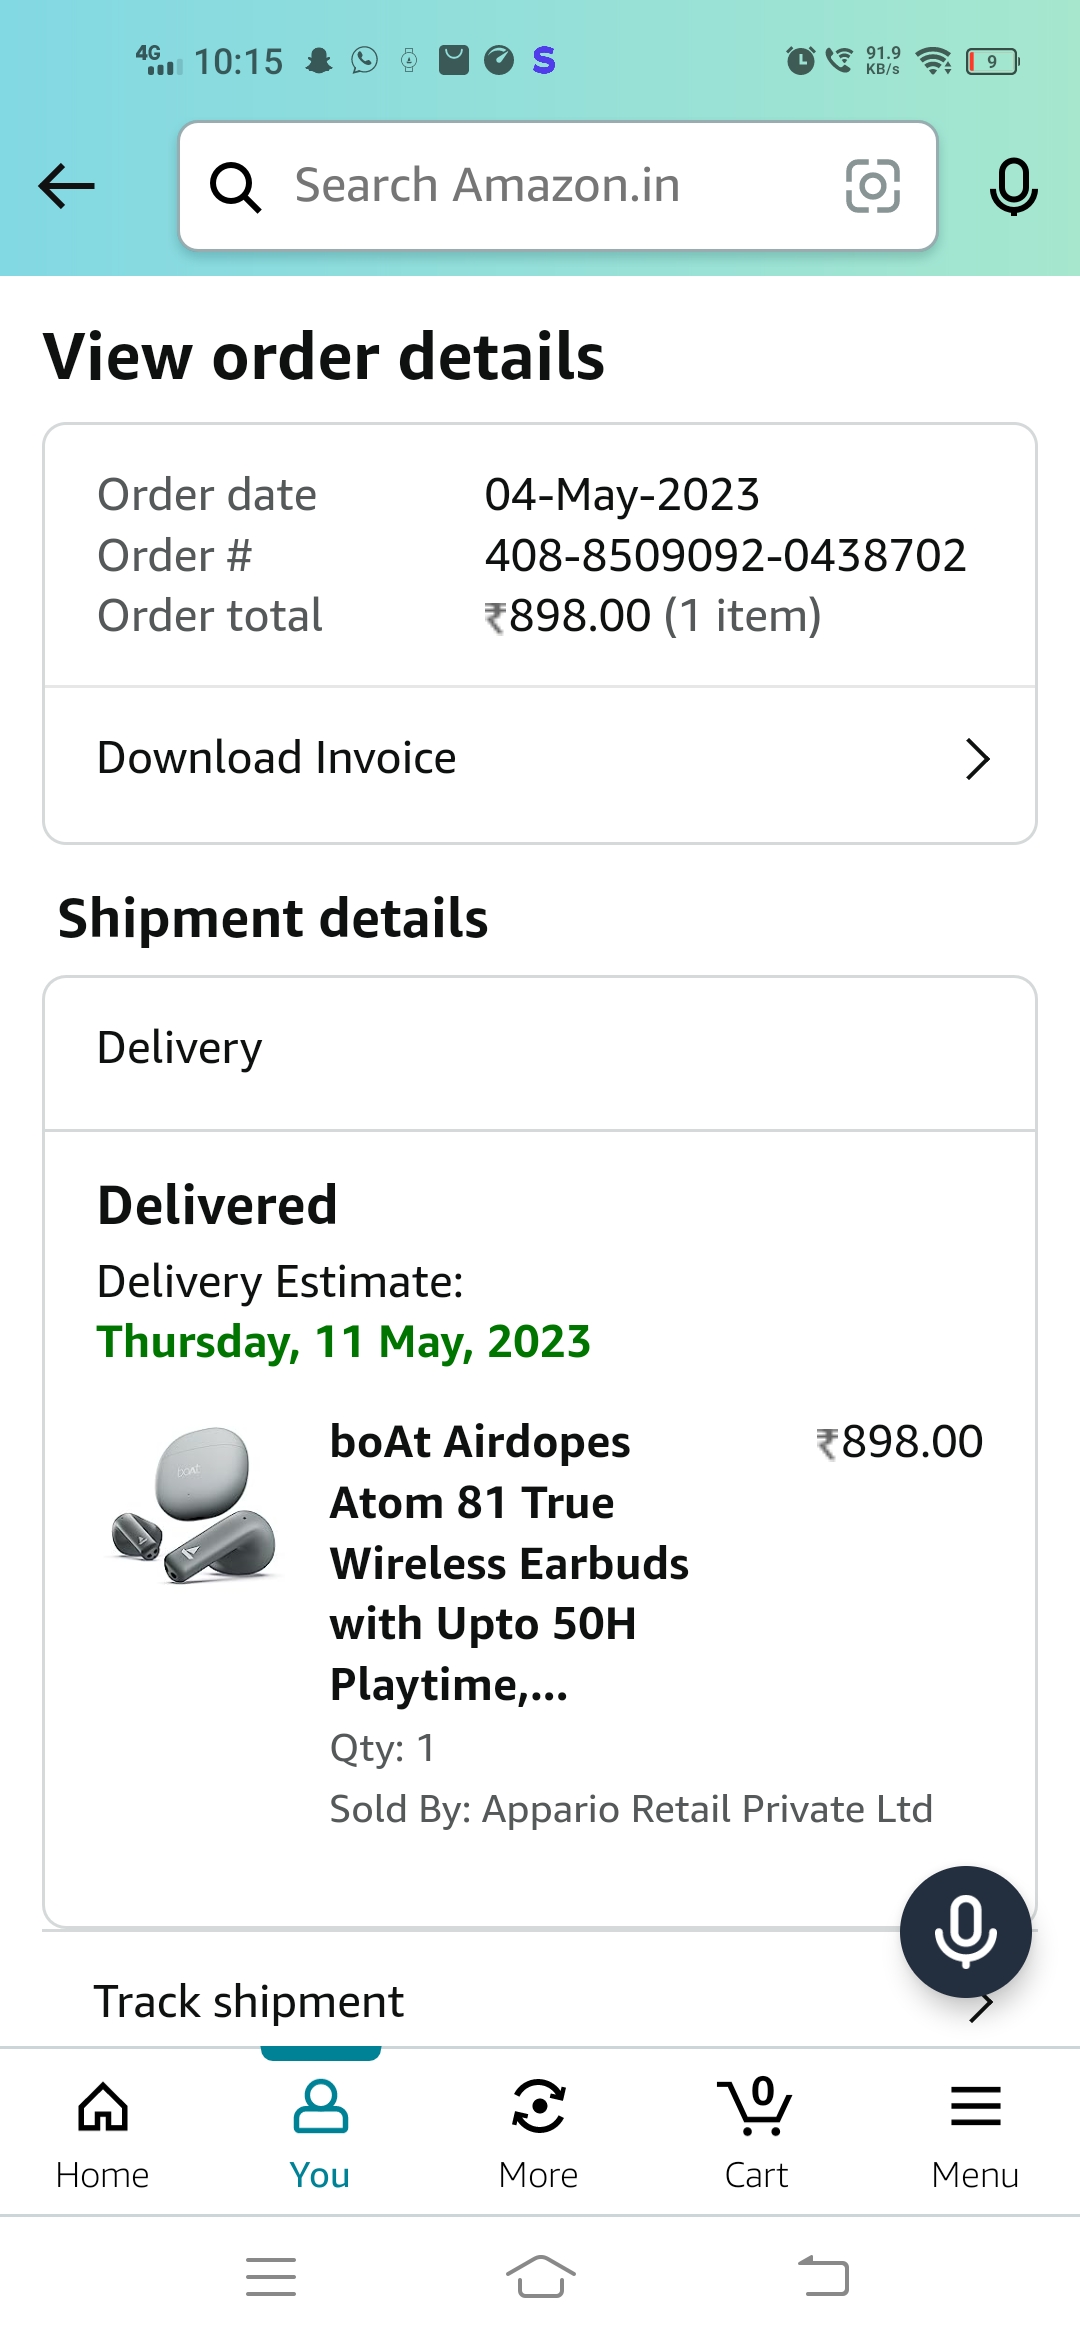 4G 10:15 91.9 KB/s 9
Search Amazon.in
View order details
Order date 04-May-2023
Order # 408-8509092-0438702
Order total ₹898.00 (1 item)
Download Invoice
Shipment details
Delivery
Delivered
Delivery Estimate:
Thursday, 11 May, 2023
boAt
boAt Airdopes ₹898.00
Atom 81 True
Wireless Earbuds
with Upto 50H
Playtime,...
Qty: 1
Sold By: Appario Retail Private Ltd
Track shipment
0
Home You More Cart Menu